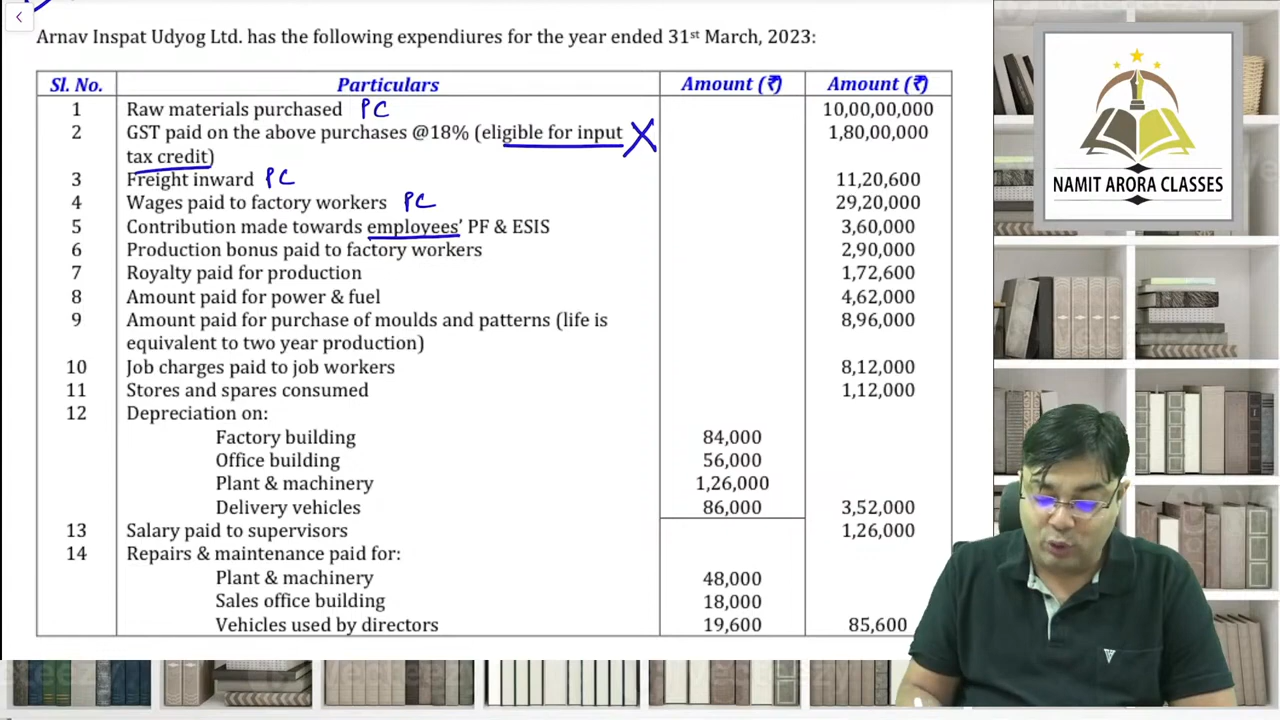 Arnav Inspat Udyog Ltd. has the following expendiures for the year ended 31st March, 2023:
Sl. No. Particulars Amount (₹) Amount (₹)
1 Raw materials purchased PC 10,00,00,000
2 GST paid on the above purchases @18% (eligible for input 1,80,00,000
tax credit)
3 Freight inward PC 11,20,600
4 Wages paid to factory workers PC 29,20,000
5 Contribution made towards employees' PF & ESIS 3,60,000
6 Production bonus paid to factory workers 2,90,000
7 Royalty paid for production 1,72,600
8 Amount paid for power & fuel 4,62,000
9 Amount paid for purchase of moulds and patterns (life is 8,96,000
equivalent to two year production)
10 Job charges paid to job workers 8,12,000
11 Stores and spares consumed 1,12,000
12 Depreciation on:
Factory building 84,000
Office building 56,000
Plant & machinery 1,26,000
Delivery vehicles 86,000 3,52,000
13 Salary paid to supervisors 1,26,000
14 Repairs & maintenance paid for:
Plant & machinery 48,000
Sales office building 18,000
Vehicles used by directors 19,600 85,600
NAMIT ARORA CLASSES